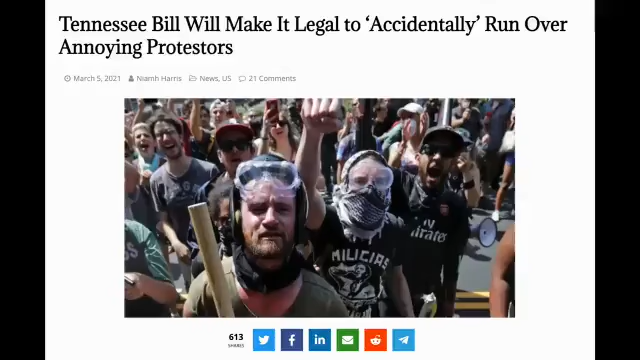 Tennessee Bill Will Make It Legal to ‘Accidentally’ Run Over
Annoying Protestors
March 5, 2021 Niamh Harris News, US 21 Comments
MILICIAS
Emirates
613
SHARES